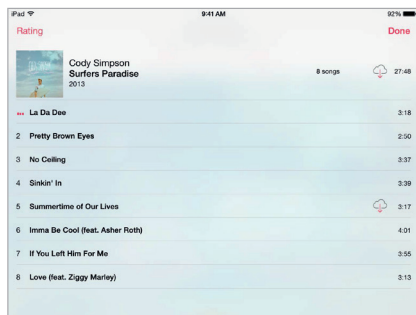 iPad 9:41 AM 92%
Rating Done
Cody Simpson
Surfers Paradise
2013
8 songs 27:48
La Da Dee 3:18
2 Pretty Brown Eyes 2:50
3 No Ceiling 3:37
4 Sinkin' In 3:39
5 Summertime of Our Lives 3:17
6 Imma Be Cool (feat. Asher Roth) 4:01
7 If You Left Him For Me 3:55
8 Love (feat. Ziggy Marley) 3:13